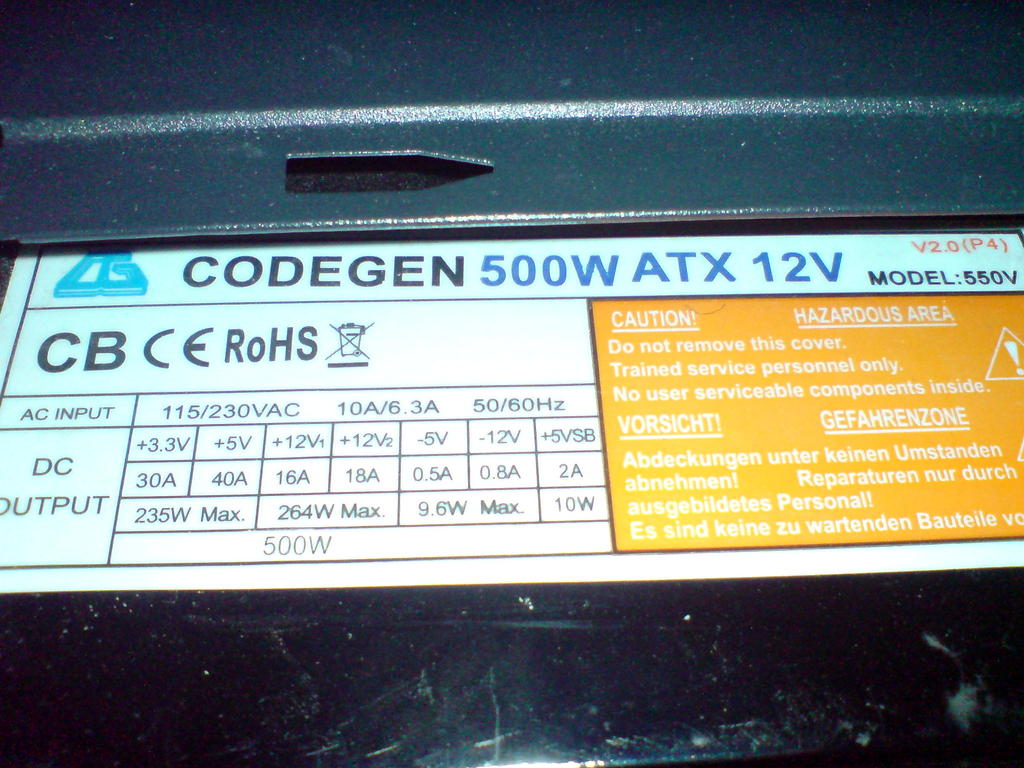 CODEGEN 500W ATX 12V
V2.0(P4)
MODEL:550V
CB CE RoHS
AC INPUT 115/230VAC 10A/6.3A 50/60Hz
DC OUTPUT
+3.3V +5V +12V1 +12V2 -5V -12V +5VSB
30A 40A 16A 18A 0.5A 0.8A 2A
235W Max. 264W Max. 9.6W Max. 10W
500W
CAUTION! HAZARDOUS AREA
Do not remove this cover.
Trained service personnel only.
No user serviceable components inside.
VORSICHT! GEFAHRENZONE
Abdeckungen unter keinen Umstanden
abnehmen! Reparaturen nur durch
ausgebildetes Personal!
Es sind keine zu wartenden Bauteile